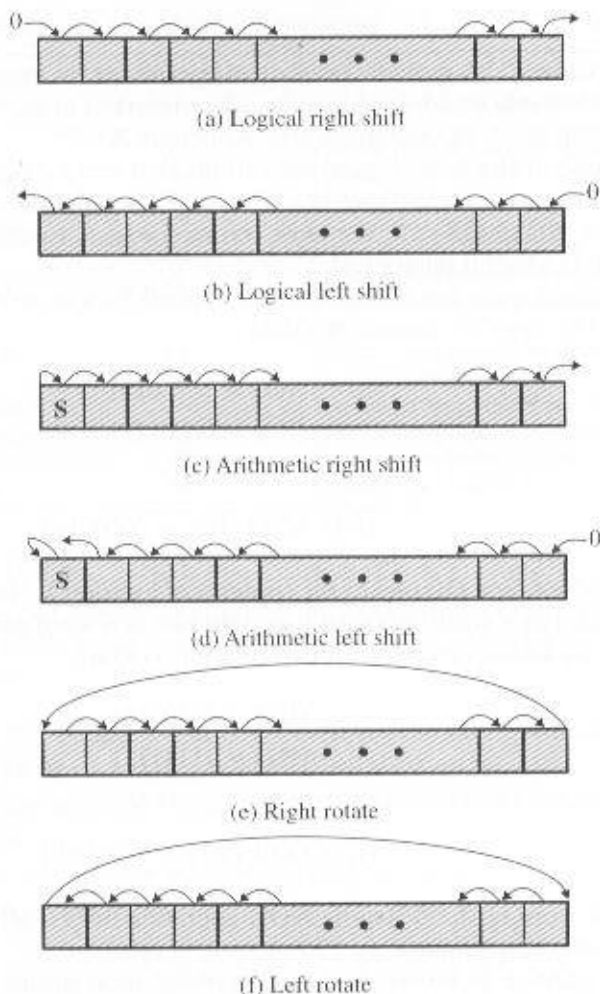 0
(a) Logical right shift
0
(b) Logical left shift
S
(c) Arithmetic right shift
0
S
(d) Arithmetic left shift
(e) Right rotate
(f) Left rotate